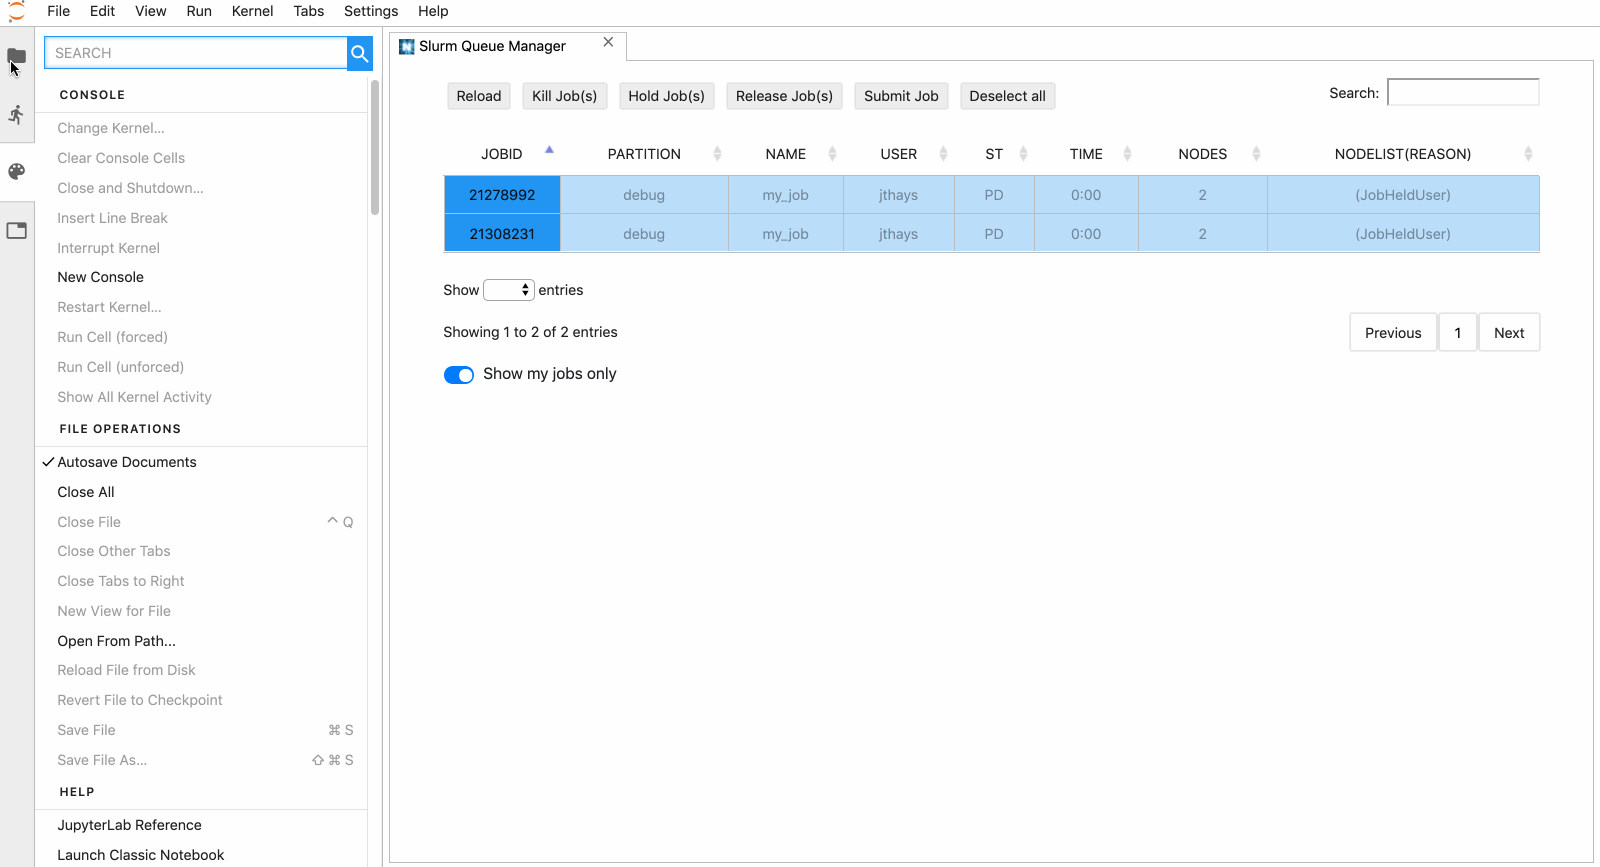 File Edit View Run Kernel Tabs Settings Help
SEARCH
CONSOLE
Change Kernel...
Clear Console Cells
Close and Shutdown...
Insert Line Break
Interrupt Kernel
New Console
Restart Kernel...
Run Cell (forced)
Run Cell (unforced)
Show All Kernel Activity
FILE OPERATIONS
✓ Autosave Documents
Close All
Close File ^ Q
Close Other Tabs
Close Tabs to Right
New View for File
Open From Path...
Reload File from Disk
Revert File to Checkpoint
Save File ⌘ S
Save File As... ⇧ ⌘ S
HELP
JupyterLab Reference
Launch Classic Notebook
Slurm Queue Manager
Reload Kill Job(s) Hold Job(s) Release Job(s) Submit Job Deselect all Search:
JOBID PARTITION NAME USER ST TIME NODES NODELIST(REASON)
21278992 debug my_job jthays PD 0:00 2 (JobHeldUser)
21308231 debug my_job jthays PD 0:00 2 (JobHeldUser)
Show entries
Showing 1 to 2 of 2 entries Previous 1 Next
Show my jobs only